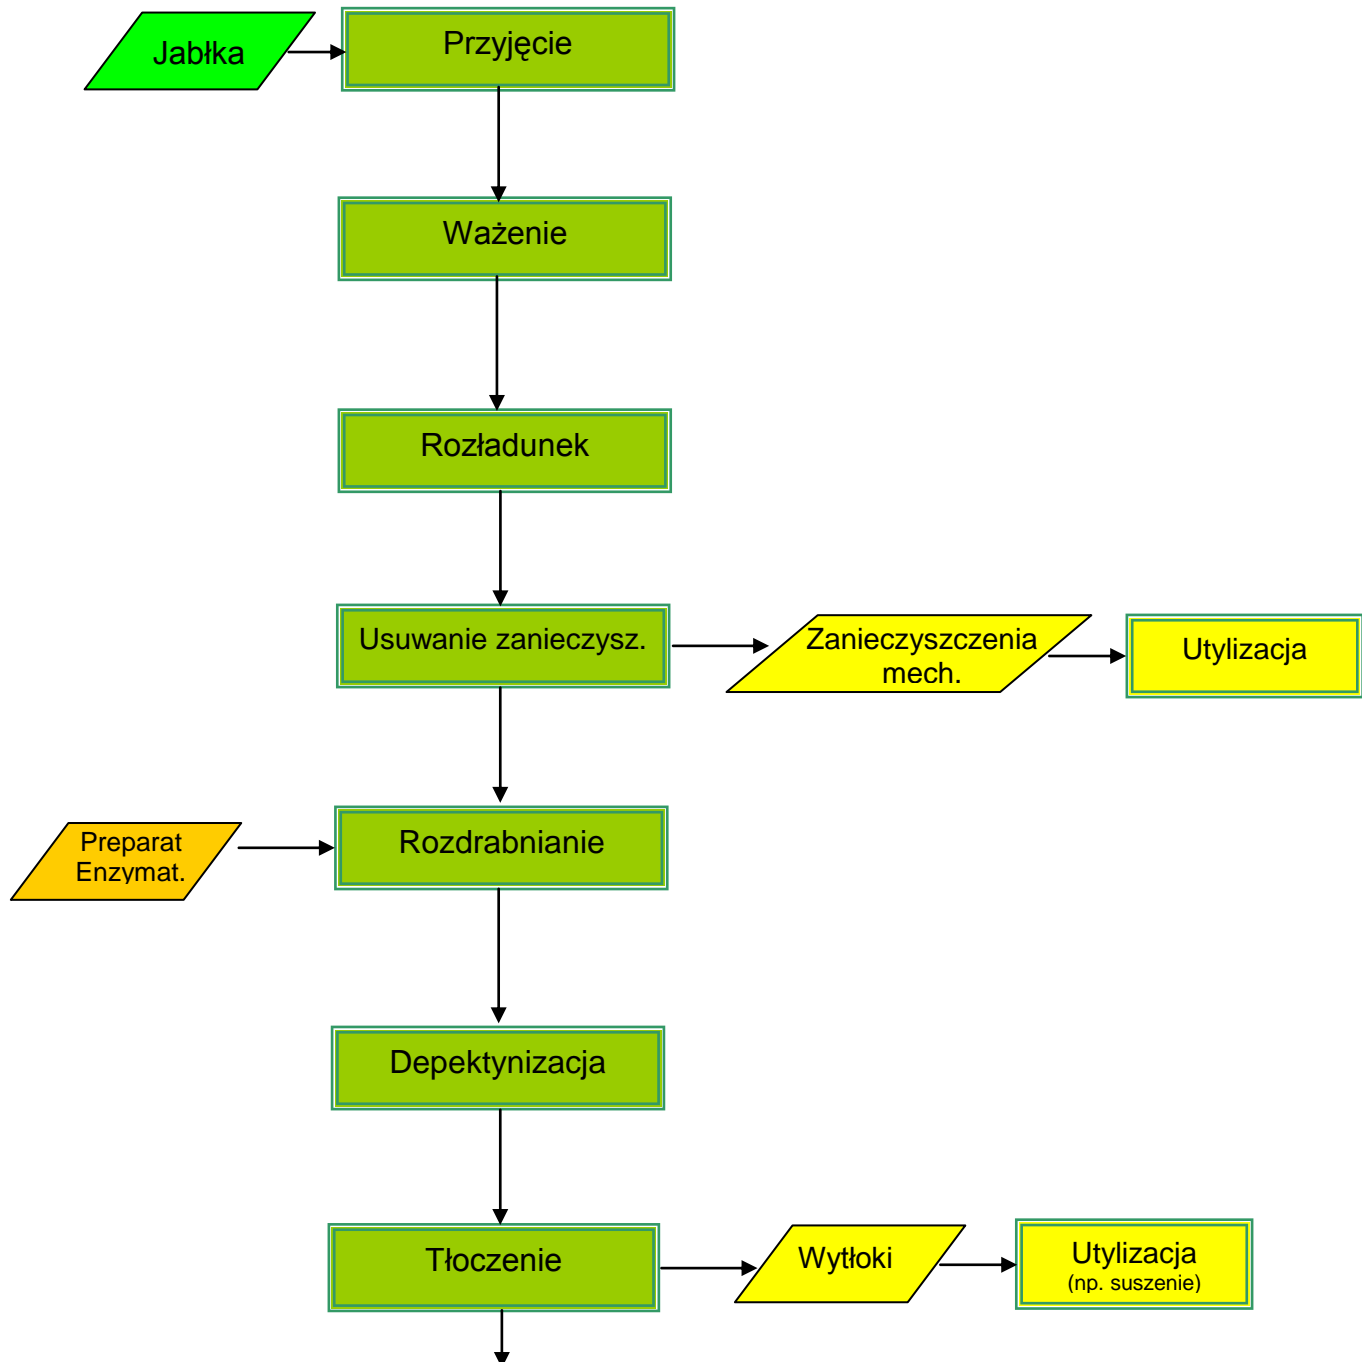 Jabłka
Przyjęcie
Ważenie
Rozładunek
Usuwanie zanieczysz.
Zanieczyszczenia
mech.
Utylizacja
Preparat
Enzymat.
Rozdrabnianie
Depektynizacja
Tłoczenie
Wytłoki
Utylizacja
(np. suszenie)